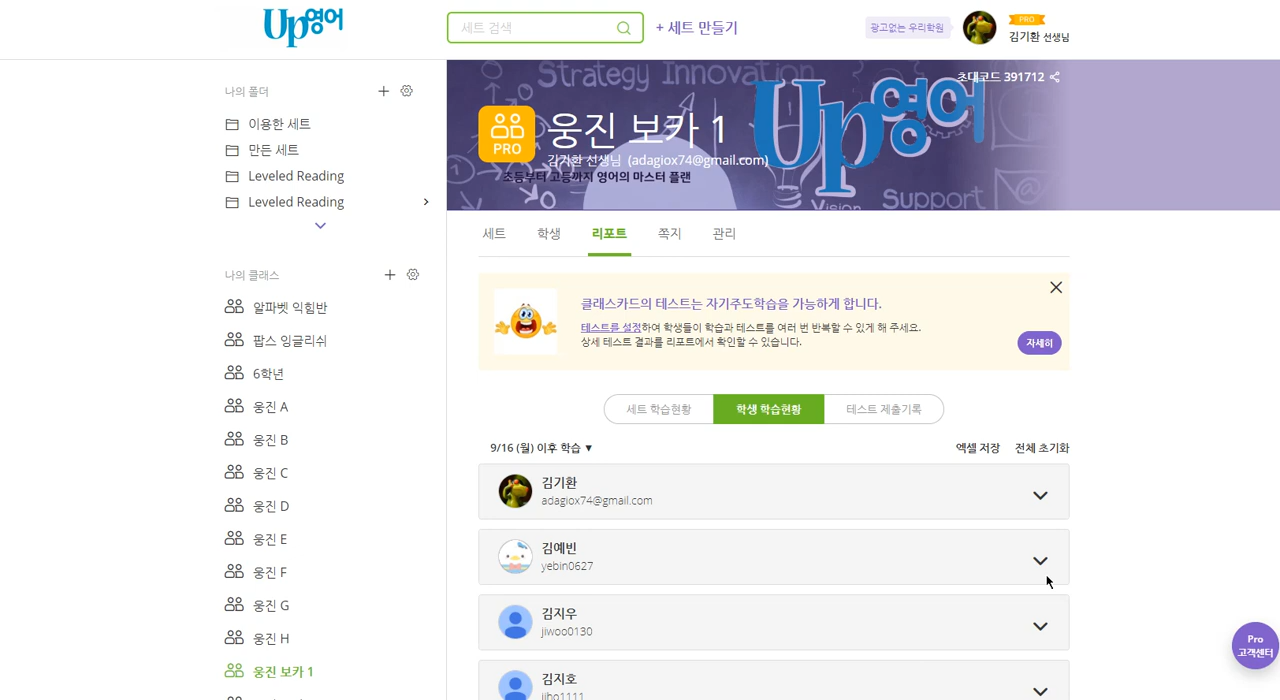 Up영어
세트 검색
+ 세트 만들기
광고없는 우리학원
PRO
김기환 선생님
나의 폴더
이용한 세트
만든 세트
Leveled Reading
Leveled Reading
나의 클래스
알파벳 익힘반
팝스 잉글리쉬
6학년
웅진 A
웅진 B
웅진 C
웅진 D
웅진 E
웅진 F
웅진 G
웅진 H
웅진 보카 1
Strategy Innovation
초대코드 391712
Up영어
PRO
웅진 보카 1
김기환 선생님 (adagiox74@gmail.com)
초등부터 고등까지 영어의 마스터 플랜
Support
Vision
세트 학생 리포트 쪽지 관리
클래스카드의 테스트는 자기주도학습을 가능하게 합니다.
테스트를 설정하여 학생들이 학습과 테스트를 여러 번 반복할 수 있게 해 주세요.
상세 테스트 결과를 리포트에서 확인할 수 있습니다.
자세히
세트 학습현황 학생 학습현황 테스트 제출기록
9/16 (월) 이후 학습 ▼
엑셀 저장 전체 초기화
김기환
adagiox74@gmail.com
김예빈
yebin0627
김지우
jiwoo0130
김지호
jiho1111
Pro
고객센터